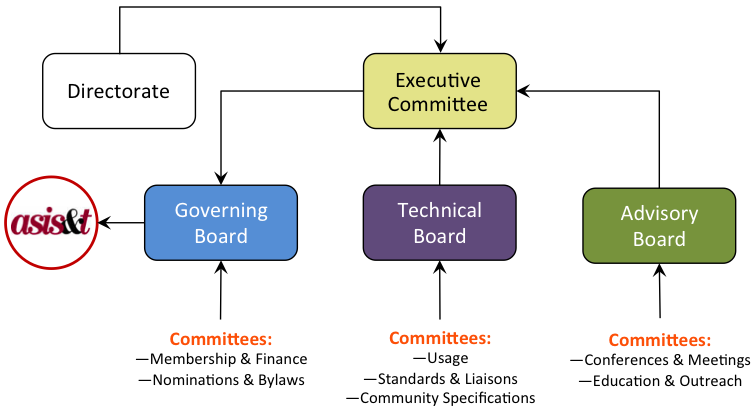 Directorate
Executive
Committee
asis&t
Governing
Board
Technical
Board
Advisory
Board
Committees:
—Membership & Finance
—Nominations & Bylaws
Committees:
—Usage
—Standards & Liaisons
—Community Specifications
Committees:
—Conferences & Meetings
—Education & Outreach